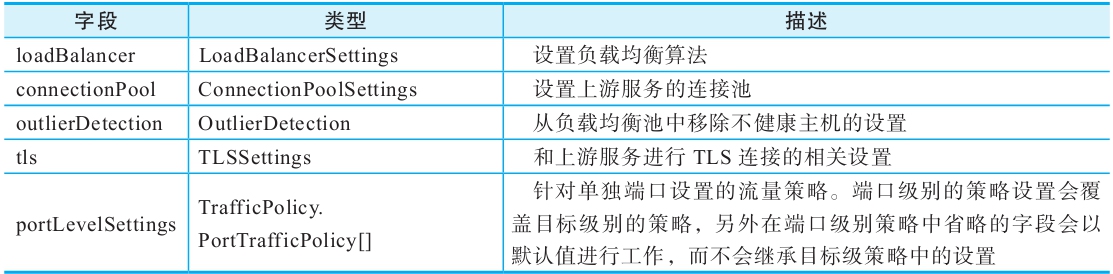 字段 类型 描述
loadBalancer LoadBalancerSettings 设置负载均衡算法
connectionPool ConnectionPoolSettings 设置上游服务的连接池
outlierDetection OutlierDetection 从负载均衡池中移除不健康主机的设置
tls TLSSettings 和上游服务进行 TLS 连接的相关设置
portLevelSettings
TrafficPolicy.
PortTrafficPolicy[]
针对单独端口设置的流量策略。端口级别的策略设置会覆
盖目标级别的策略，另外在端口级别策略中省略的字段会以
默认值进行工作，而不会继承目标级策略中的设置